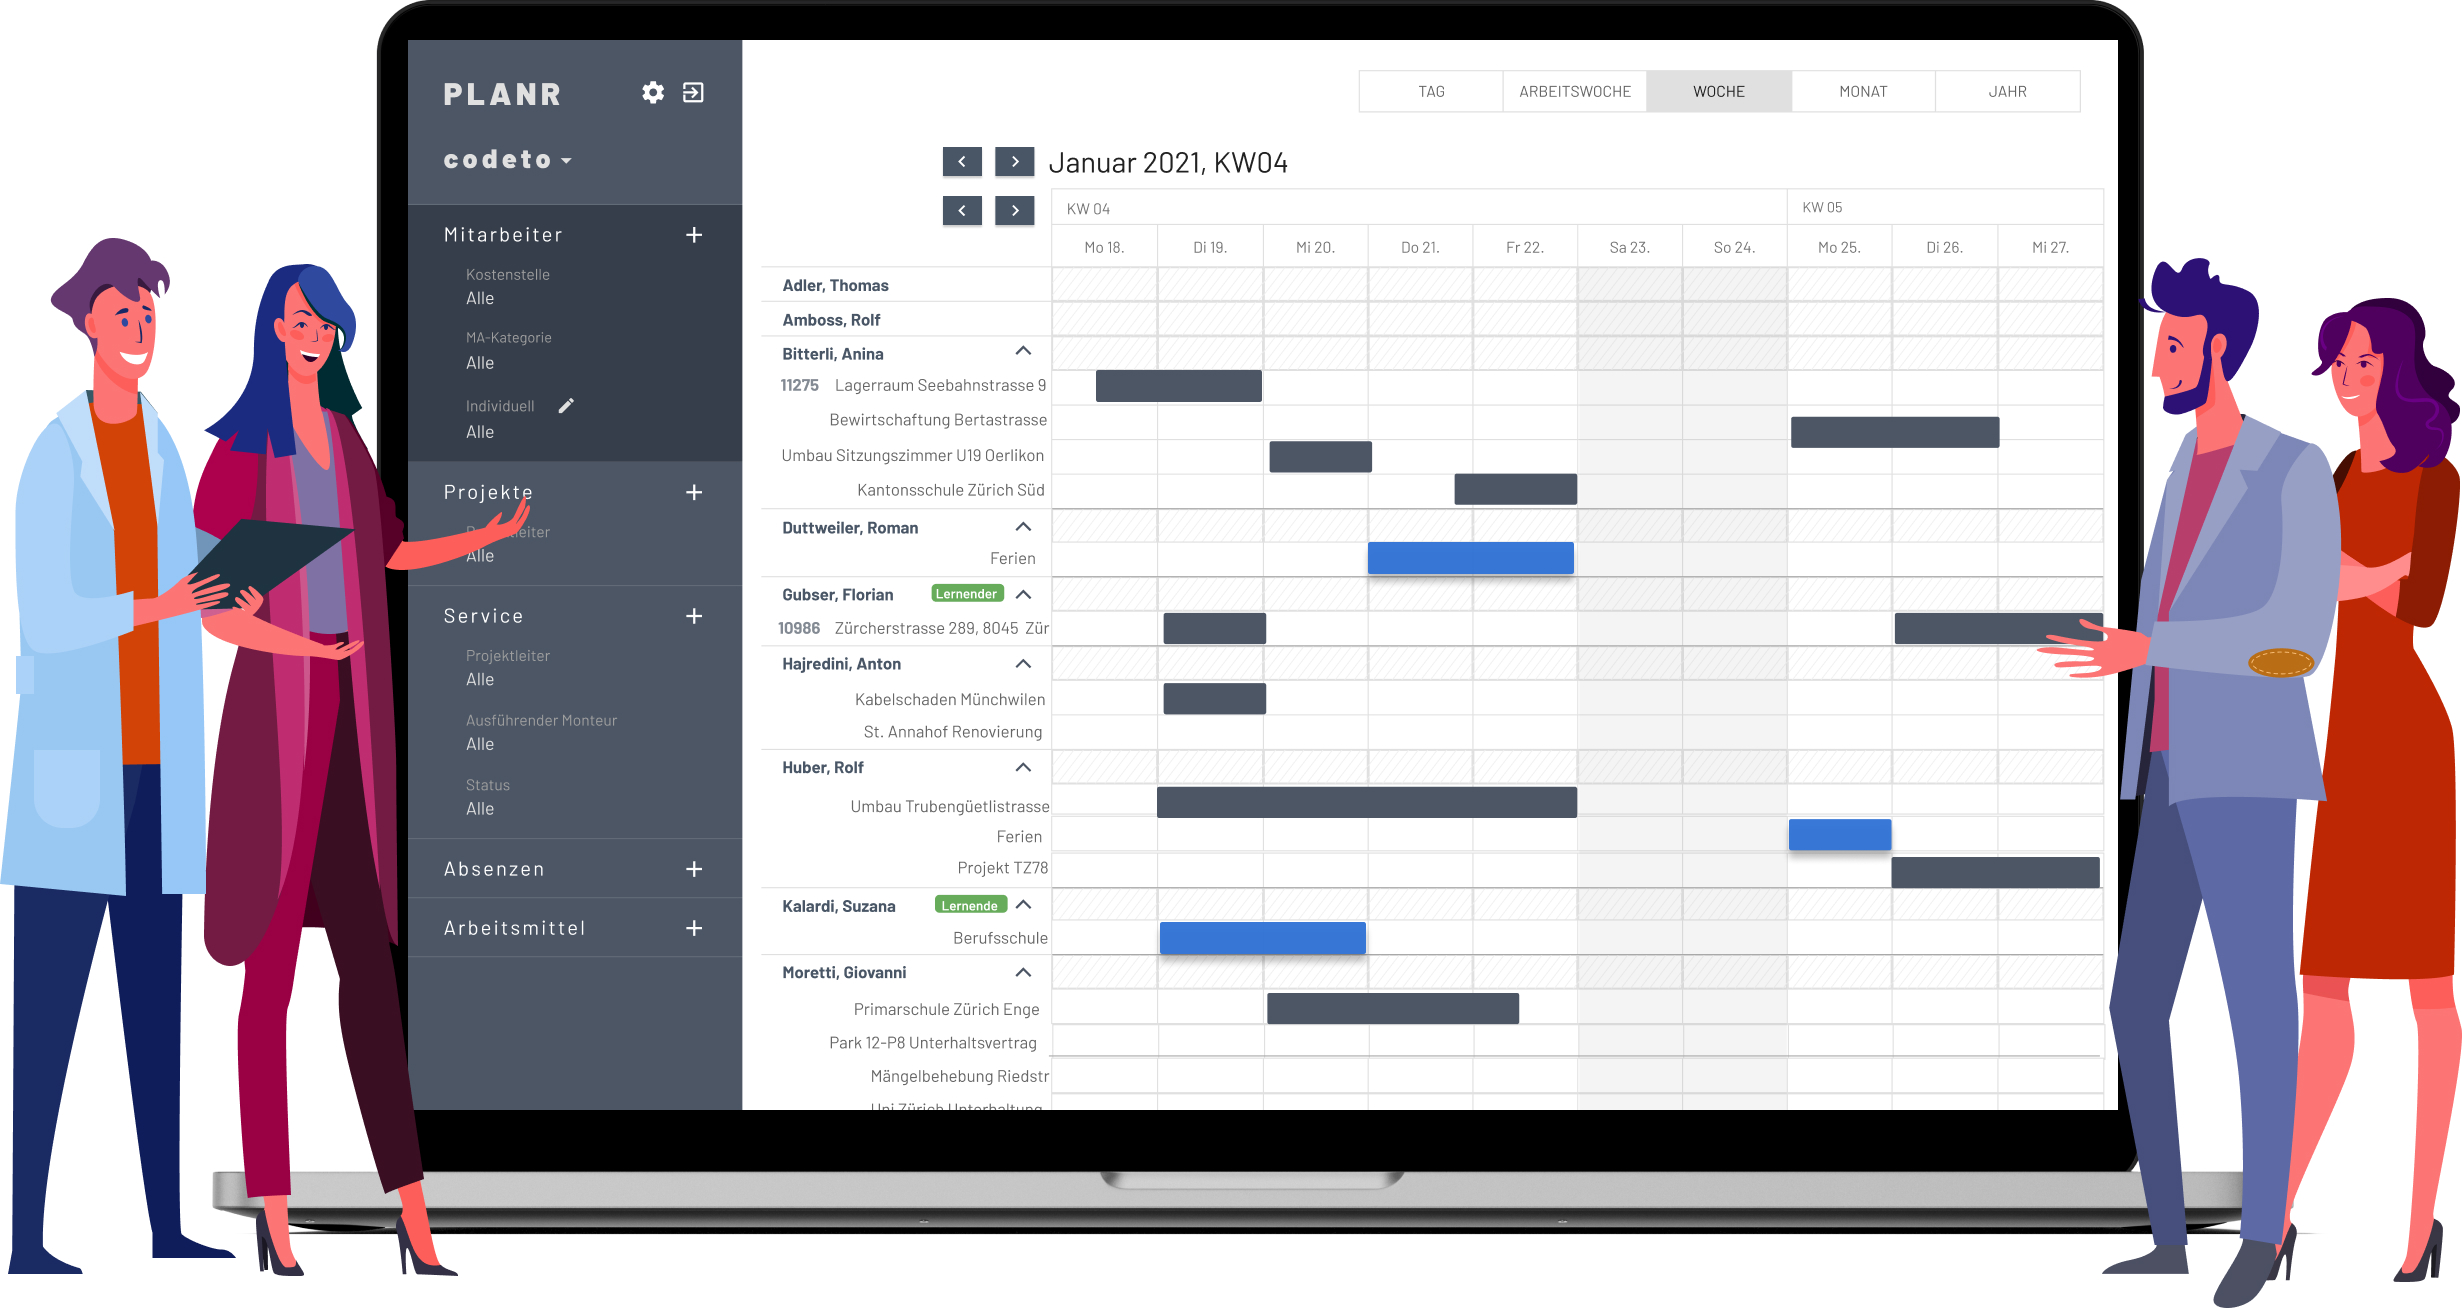 PLANR
codeto
Mitarbeiter
Kostenstelle
Alle
MA-Kategorie
Alle
Individuell
Alle
Projekte
Alle
Service
Projektleiter
Alle
Ausführender Monteur
Alle
Status
Alle
Absenzen
Arbeitsmittel
TAG ARBEITSWOCHE WOCHE MONAT JAHR
Januar 2021, KW04
KW 04 KW 05
Mo 18. Di 19. Mi 20. Do 21. Fr 22. Sa 23. So 24. Mo 25. Di 26. Mi 27.
Adler, Thomas
Amboss, Rolf
Bitterli, Anina
11275 Lagerraum Seebahnstrasse 9
Bewirtschaftung Bertastrasse
Umbau Sitzungszimmer U19 Oerlikon
Kantonsschule Zürich Süd
Duttweiler, Roman
Ferien
Gubser, Florian Lernender
10986 Zürcherstrasse 289, 8045 Zür
Hajredini, Anton
Kabelschaden Münchwilen
St. Annahof Renovierung
Huber, Rolf
Umbau Trubengüetlistrasse
Ferien
Projekt TZ78
Kalardi, Suzana Lernende
Berufsschule
Moretti, Giovanni
Primarschule Zürich Enge
Park 12-P8 Unterhaltsvertrag
Mängelbehebung Riedstr
Uni Zürich Unterhaltung